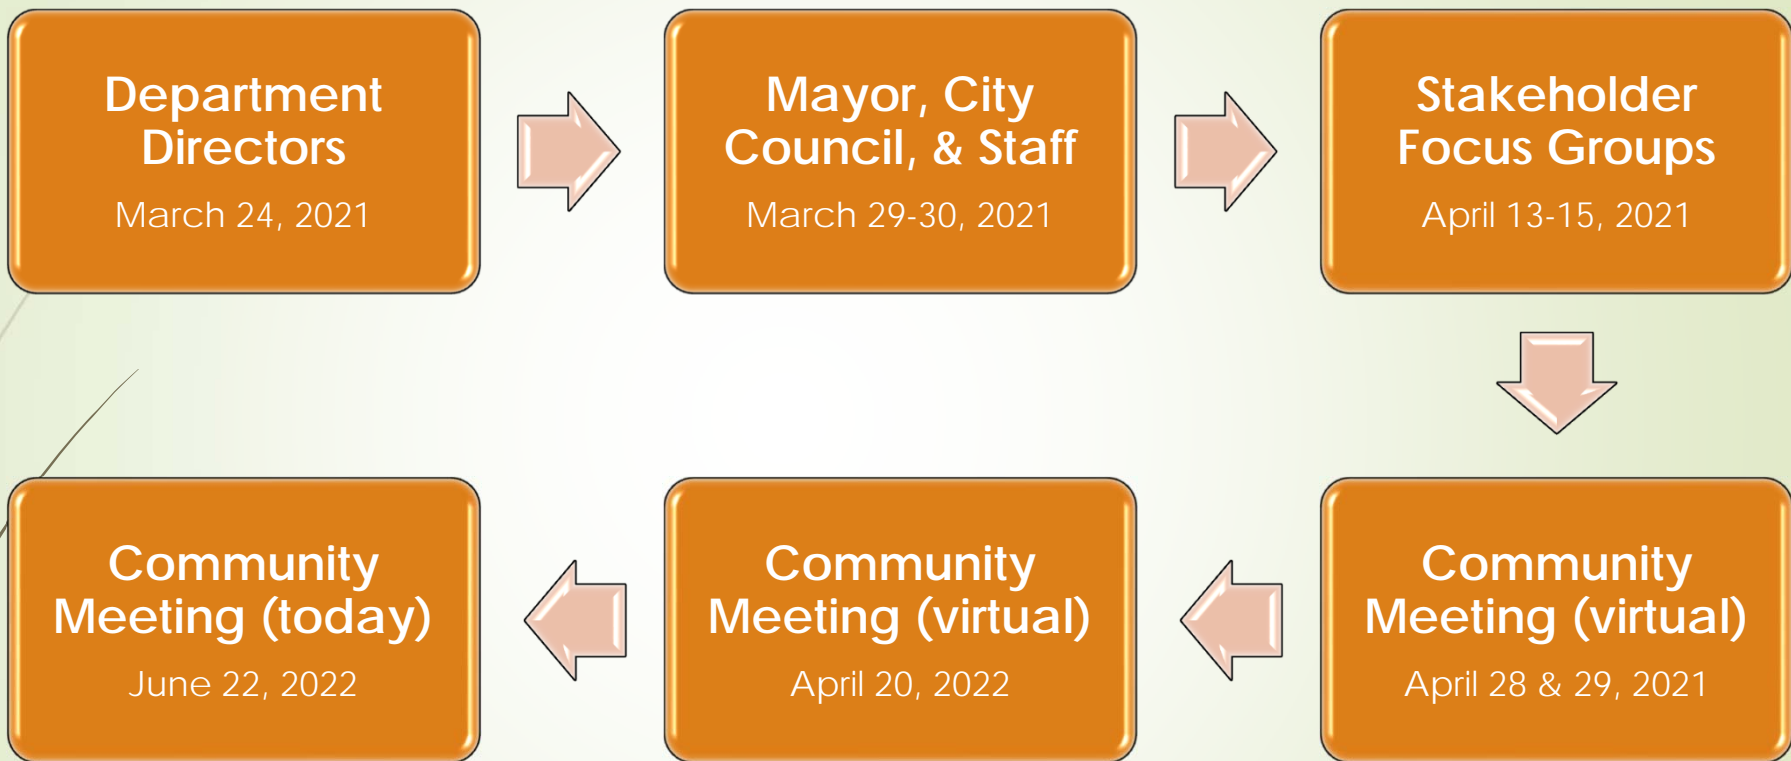 Department
Directors
March 24, 2021
Mayor, City
Council, & Staff
March 29-30, 2021
Stakeholder
Focus Groups
April 13-15, 2021
Community
Meeting (virtual)
April 28 & 29, 2021
Community
Meeting (virtual)
April 20, 2022
Community
Meeting (today)
June 22, 2022